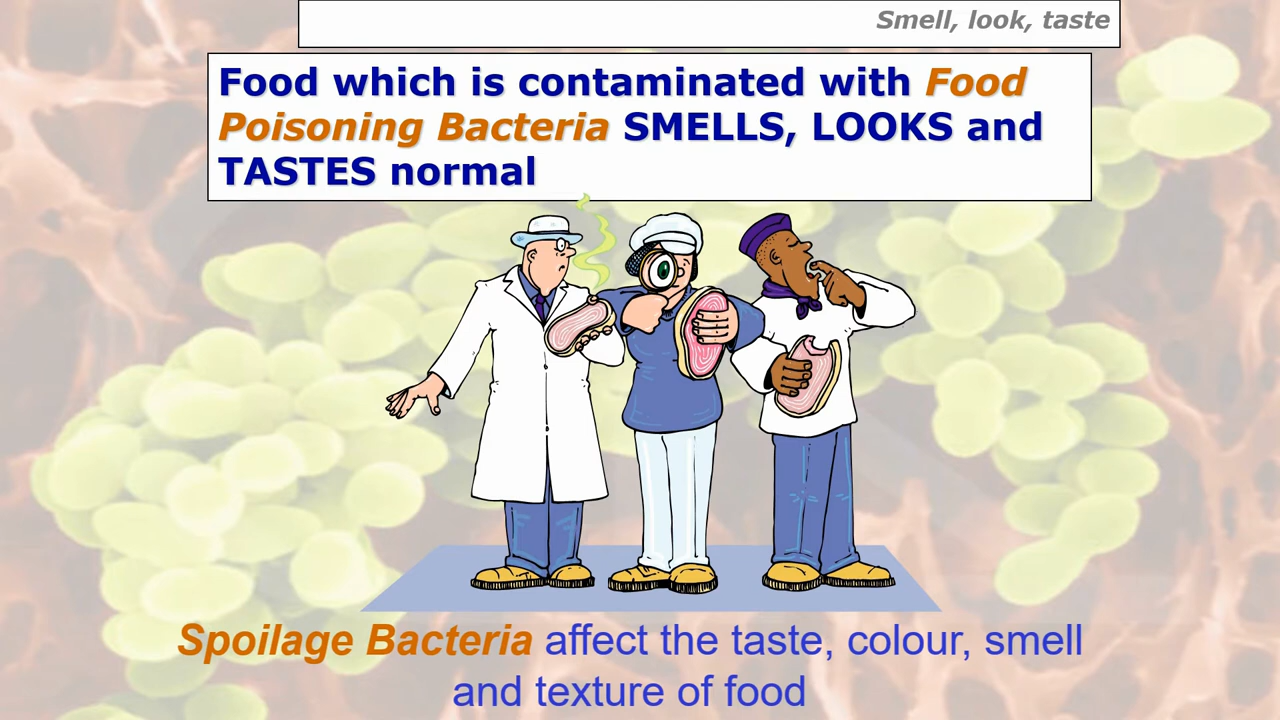 Smell, look, taste
Food which is contaminated with Food
Poisoning Bacteria SMELLS, LOOKS and
TASTES normal
Spoilage Bacteria affect the taste, colour, smell
and texture of food